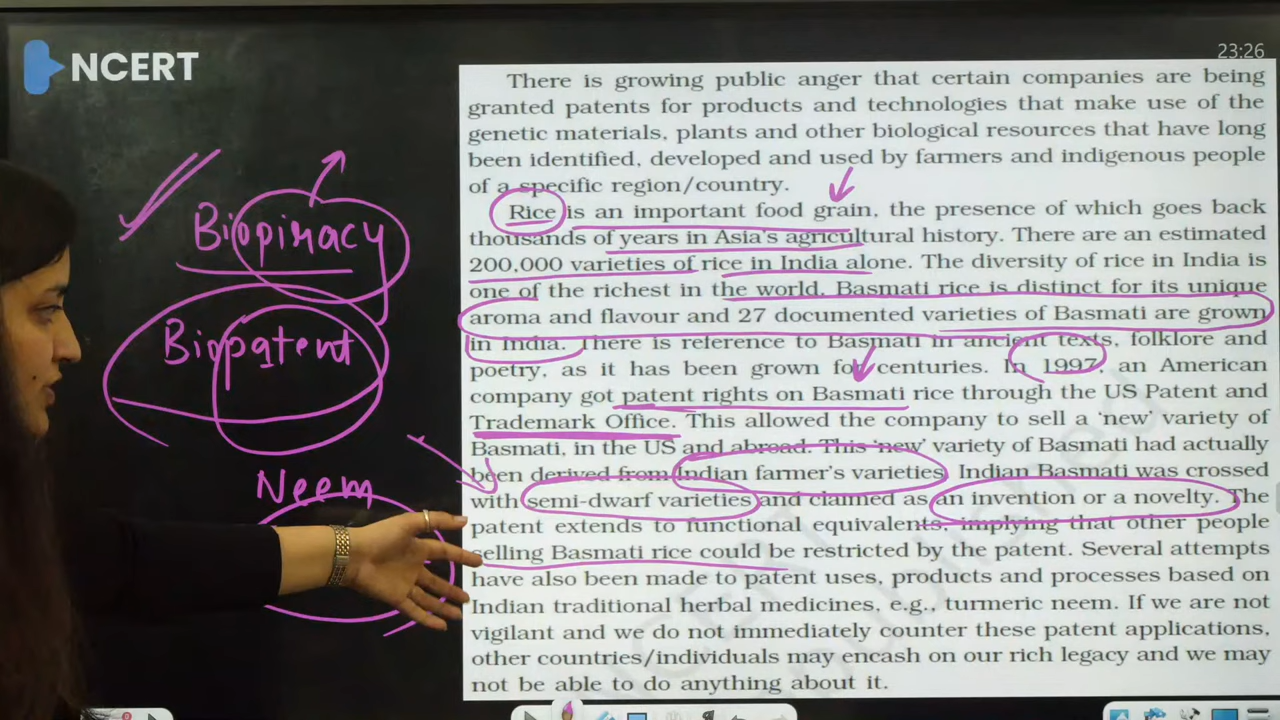 NCERT
23:26
There is growing public anger that certain companies are being
granted patents for products and technologies that make use of the
genetic materials, plants and other biological resources that have long
been identified, developed and used by farmers and indigenous people
of a specific region/country.
Rice is an important food grain, the presence of which goes back
thousands of years in Asia's agricultural history. There are an estimated
200,000 varieties of rice in India alone. The diversity of rice in India is
one of the richest in the world. Basmati rice is distinct for its unique
aroma and flavour and 27 documented varieties of Basmati are grown
in India. There is reference to Basmati in ancient texts, folklore and
poetry, as it has been grown for centuries. In 1997, an American
company got patent rights on Basmati rice through the US Patent and
Trademark Office. This allowed the company to sell a 'new' variety of
Basmati, in the US and abroad. This 'new' variety of Basmati had actually
been derived from Indian farmer's varieties. Indian Basmati was crossed
with semi-dwarf varieties and claimed as an invention or a novelty. The
patent extends to functional equivalents, implying that other people
selling Basmati rice could be restricted by the patent. Several attempts
have also been made to patent uses, products and processes based on
Indian traditional herbal medicines, e.g., turmeric neem. If we are not
vigilant and we do not immediately counter these patent applications,
other countries/individuals may encash on our rich legacy and we may
not be able to do anything about it.
Biopiracy
Biopatent
Neem